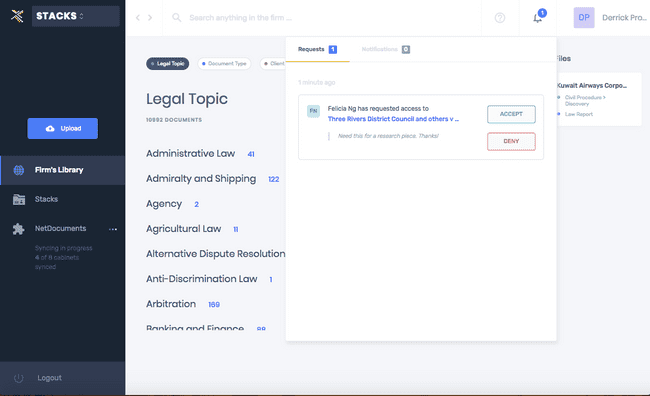 STACKS
Search anything in the firm ...
1
DP
Derrick Pro...
Upload
Firm's Library
Stacks
NetDocuments
Syncing in progress
4 of 8 cabinets
synced
Logout
Legal Topic
Document Type
Client
Legal Topic
10992 DOCUMENTS
Administrative Law 41
Admiralty and Shipping 122
Agency 2
Agricultural Law 11
Alternative Dispute Resolution
Anti-Discrimination Law 1
Arbitration 169
Banking and Finance 88
Requests 1
Notifications 0
1 minute ago
FN
Felicia Ng has requested access to
Three Rivers District Council and others v ...
Need this for a research piece. Thanks!
ACCEPT
DENY
Files
Kuwait Airways Corpo...
Civil Procedure >
Discovery
Law Report